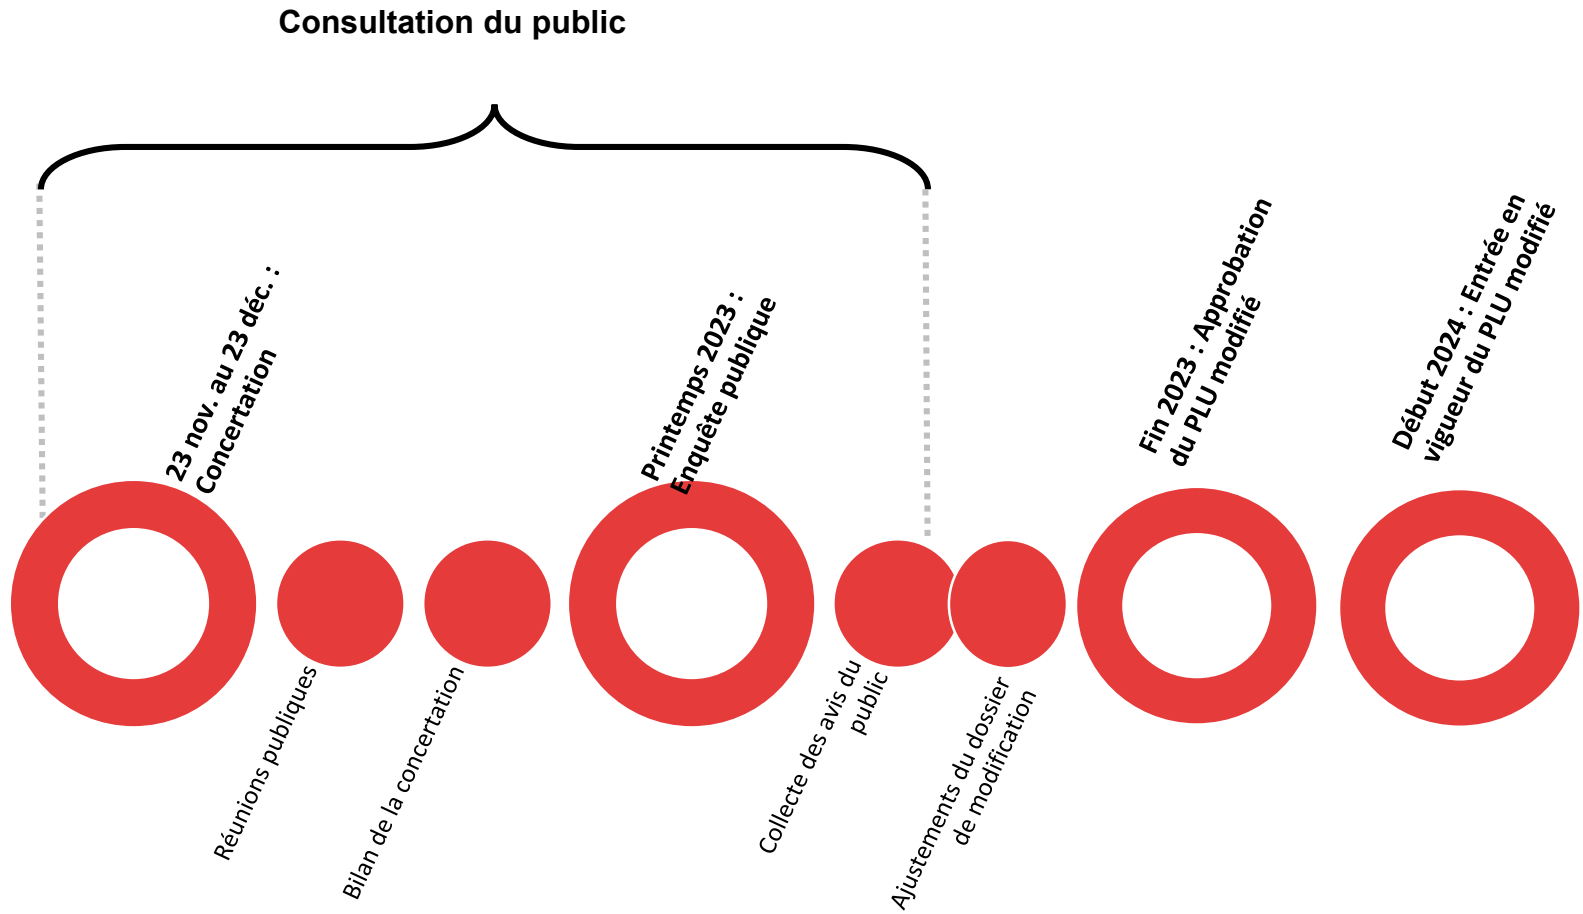 Consultation du public
23 nov. au 23 déc. :
Concertation
Réunions publiques
Bilan de la concertation
Printemps 2023 :
Enquête publique
Collecte des avis du
public
Ajustements du dossier
de modification
Fin 2023 : Approbation
du PLU modifié
Début 2024 : Entrée en
vigueur du PLU modifié